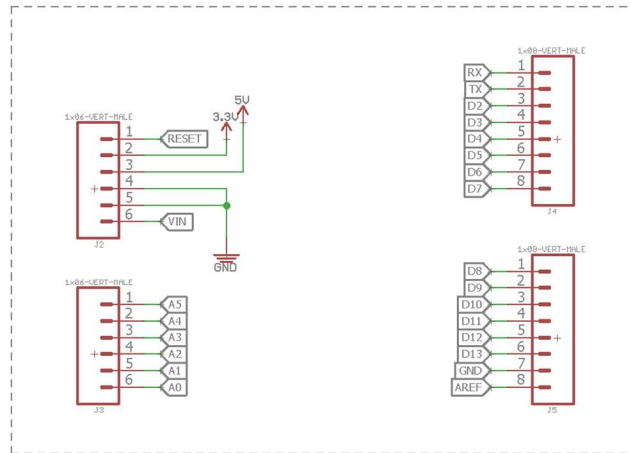 1x06-VERT-MALE
1 RESET
2 3.3V
3 5V
4
5
6 VIN
GND
J2
1x06-VERT-MALE
1 A5
2 A4
3 A3
4 A2
5 A1
6 A0
J3
1x08-VERT-MALE
RX 1
TX 2
D2 3
D3 4
D4 5
D5 6
D6 7
D7 8
J4
1x08-VERT-MALE
D8 1
D9 2
D10 3
D11 4
D12 5
D13 6
GND 7
AREF 8
J5